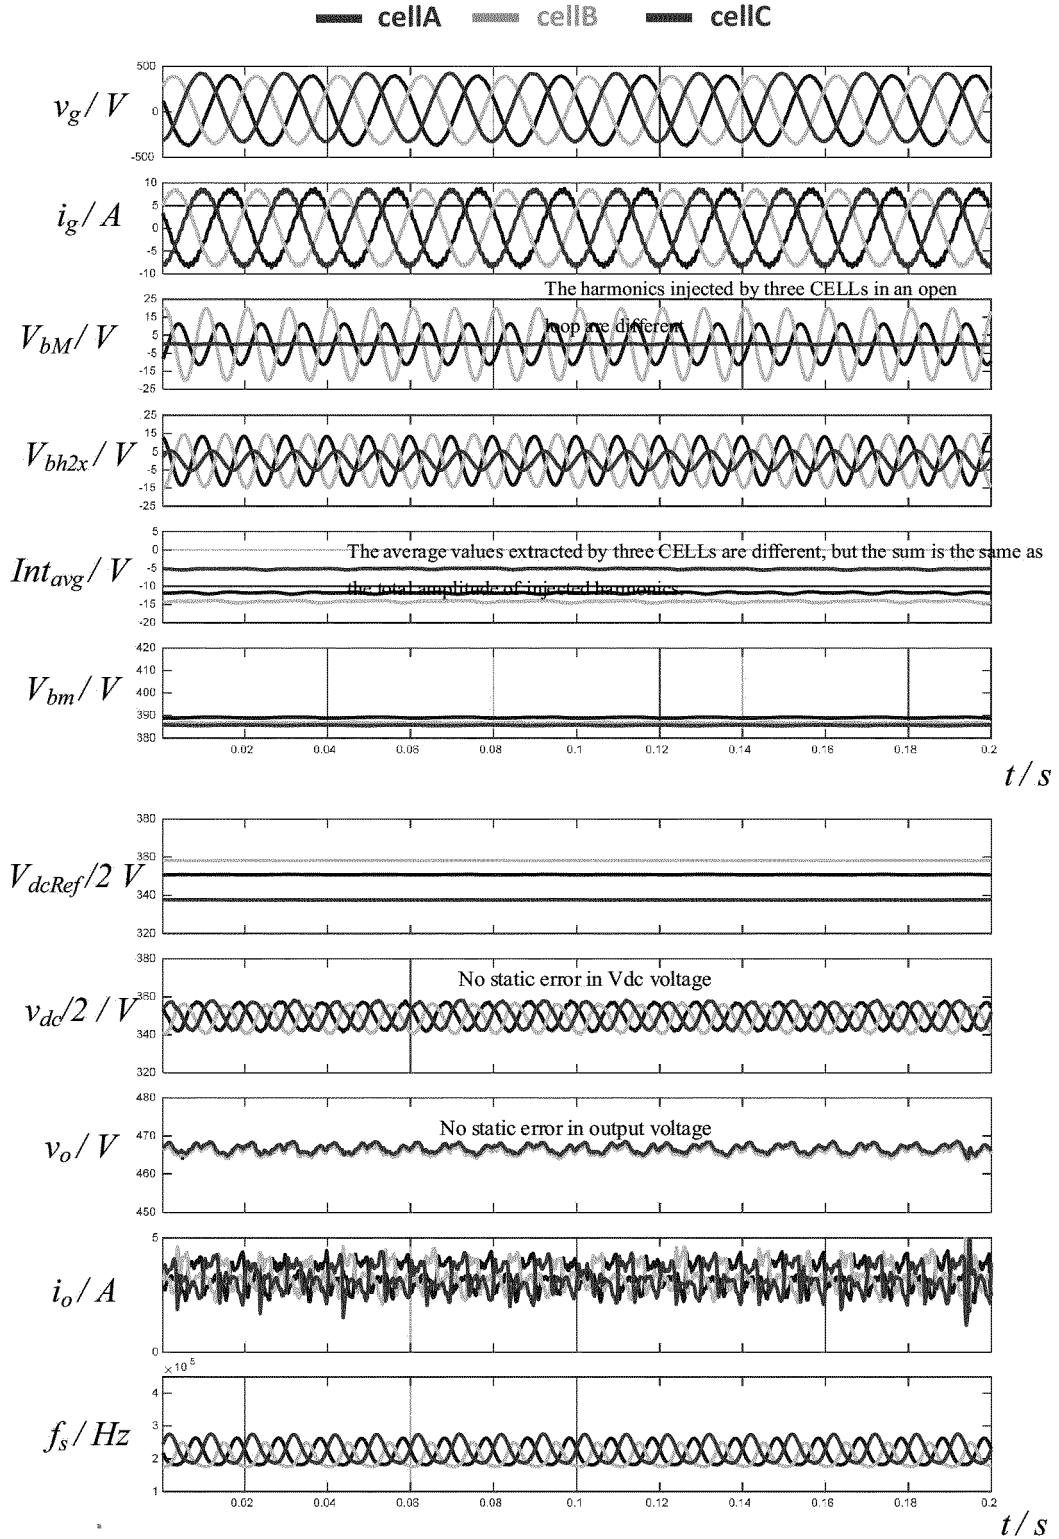 cellA cellB cellC
v_g / V
500
0
-500
i_g / A
10
5
0
-5
-10
The harmonics injected by three CELLs in an open
loop are different
V_bM / V
25
15
5
-5
-15
-25
V_bh2x / V
25
15
5
-5
-15
-25
Int_avg / V
5
0
-5
-10
-15
-20
The average values extracted by three CELLs are different, but the sum is the same as
the total amplitude of injected harmonics.
V_bm / V
420
410
400
390
380
0.02 0.04 0.06 0.08 0.1 0.12 0.14 0.16 0.18 0.2
t / s
V_dcRef/2 V
380
360
340
320
v_dc/2 / V
380
360
340
320
No static error in Vdc voltage
v_o / V
480
470
460
450
No static error in output voltage
i_o / A
5
0
×10^5
f_s / Hz
4
3
2
1
0.02 0.04 0.06 0.08 0.1 0.12 0.14 0.16 0.18 0.2
t / s